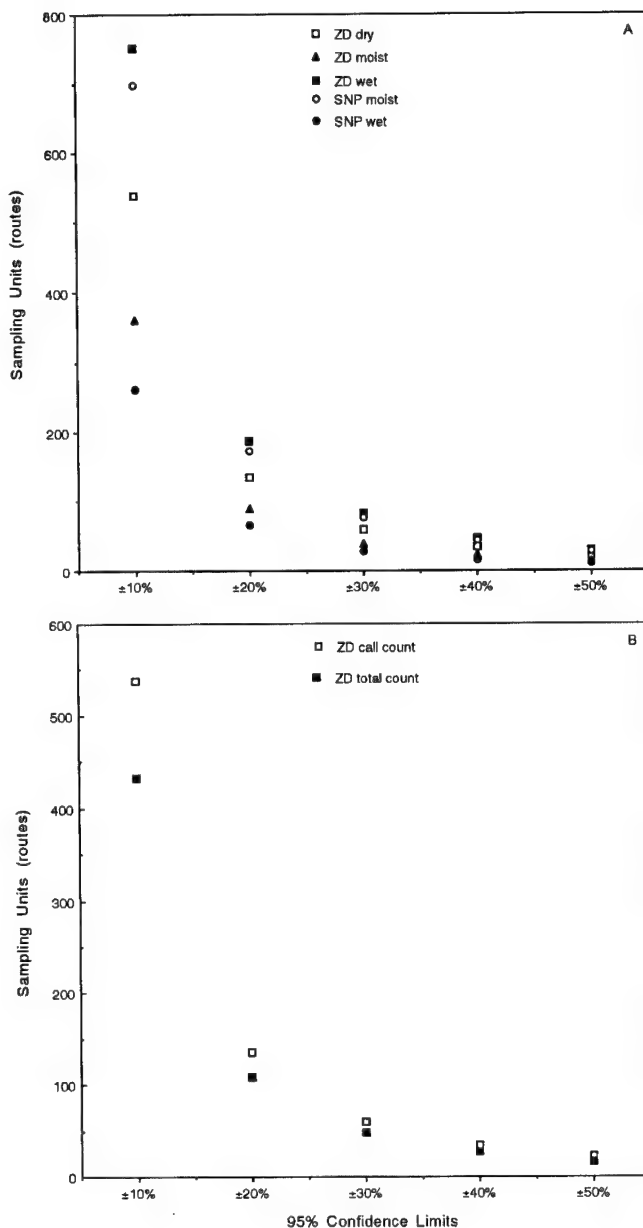 A
ZD dry
ZD moist
ZD wet
SNP moist
SNP wet
800
600
400
200
0
Sampling Units (routes)
±10% ±20% ±30% ±40% ±50%
B
ZD call count
ZD total count
600
500
400
300
200
100
0
Sampling Units (routes)
±10% ±20% ±30% ±40% ±50%
95% Confidence Limits